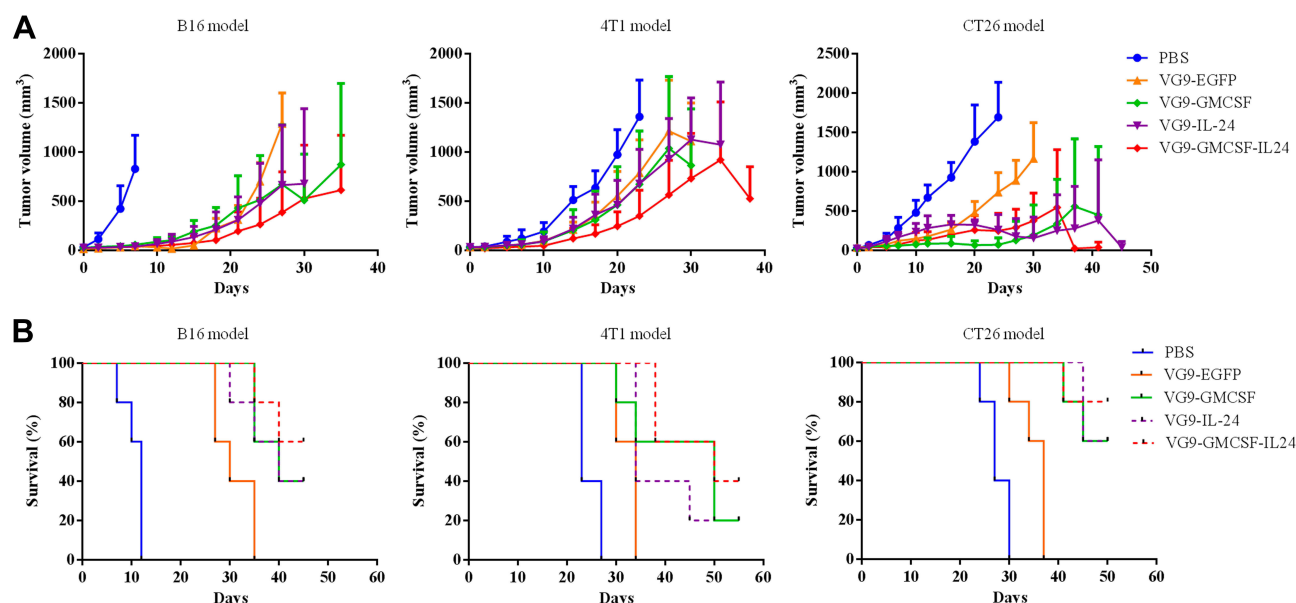 A
B16 model
Tumor volume (mm³)
2000
1500
1000
500
0
0 10 20 30 40
Days
4T1 model
Tumor volume (mm³)
2000
1500
1000
500
0
0 10 20 30 40
Days
CT26 model
Tumor volume (mm³)
2500
2000
1500
1000
500
0
0 10 20 30 40 50
Days
PBS
VG9-EGFP
VG9-GMCSF
VG9-IL-24
VG9-GMCSF-IL24
B
B16 model
Survival (%)
100
80
60
40
20
0
0 10 20 30 40 50 60
Days
4T1 model
Survival (%)
100
80
60
40
20
0
0 10 20 30 40 50 60
Days
CT26 model
Survival (%)
100
80
60
40
20
0
0 10 20 30 40 50 60
Days
PBS
VG9-EGFP
VG9-GMCSF
VG9-IL-24
VG9-GMCSF-IL24